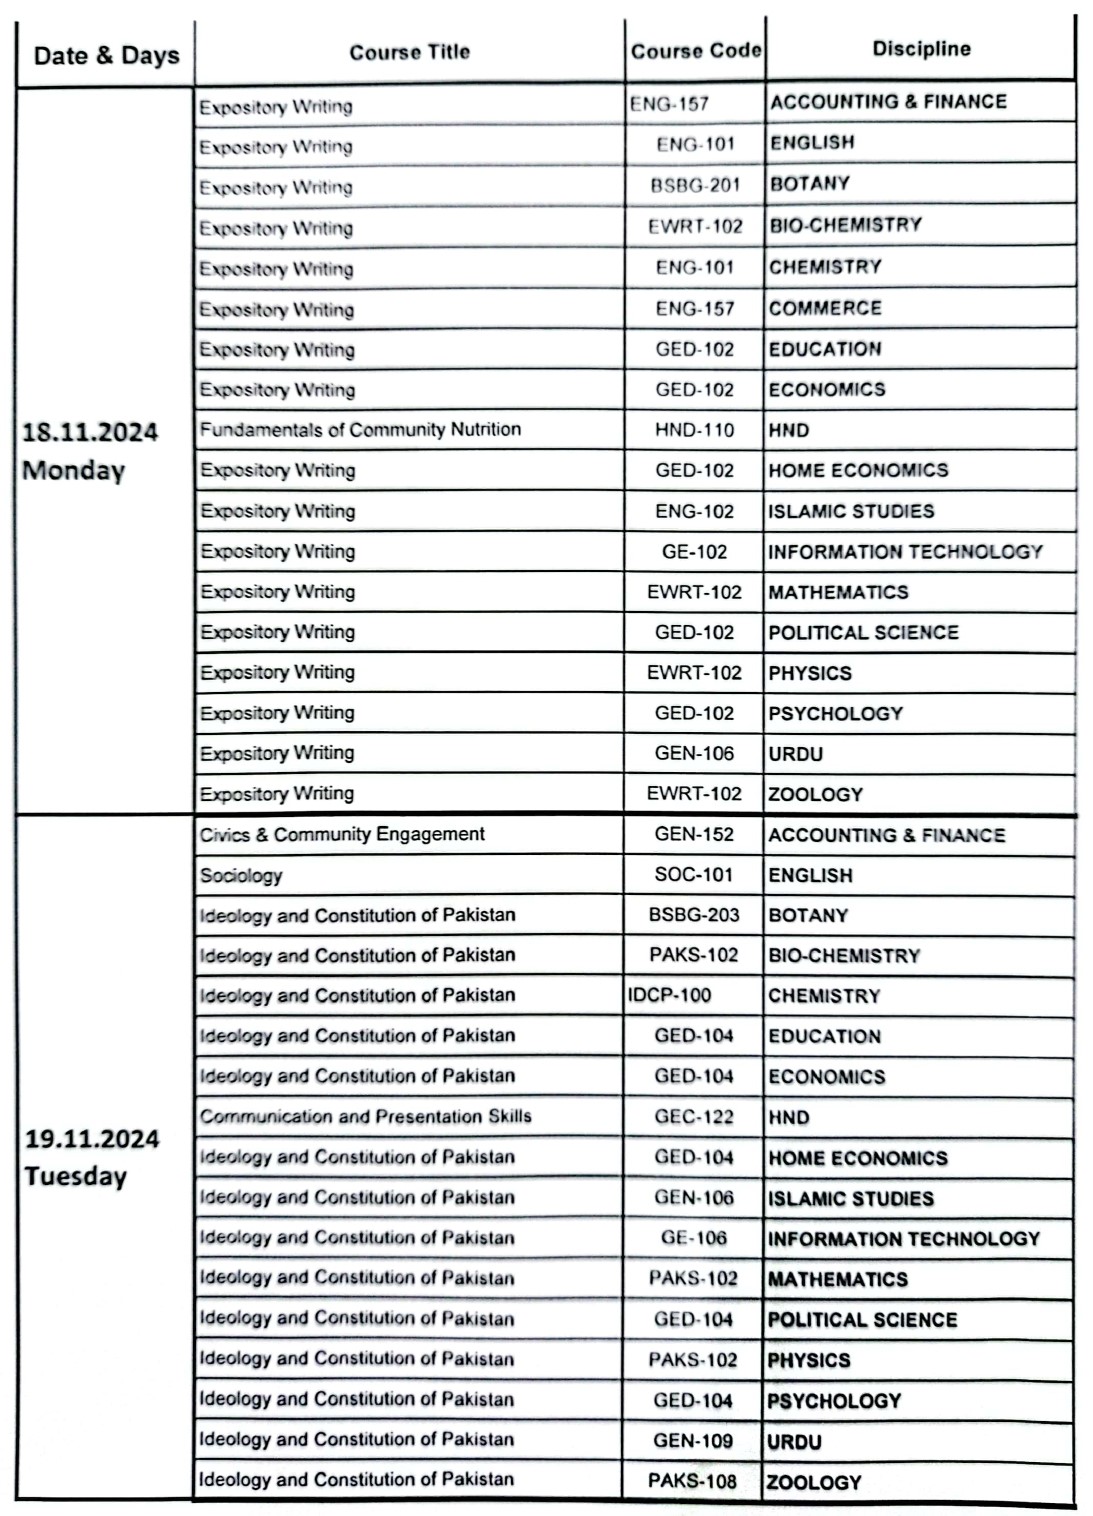 Date & Days Course Title Course Code Discipline
Expository Writing ENG-157 ACCOUNTING & FINANCE
Expository Writing ENG-101 ENGLISH
Expository Writing BSBG-201 BOTANY
Expository Writing EWRT-102 BIO-CHEMISTRY
Expository Writing ENG-101 CHEMISTRY
Expository Writing ENG-157 COMMERCE
Expository Writing GED-102 EDUCATION
Expository Writing GED-102 ECONOMICS
18.11.2024 Fundamentals of Community Nutrition HND-110 HND
Monday Expository Writing GED-102 HOME ECONOMICS
Expository Writing ENG-102 ISLAMIC STUDIES
Expository Writing GE-102 INFORMATION TECHNOLOGY
Expository Writing EWRT-102 MATHEMATICS
Expository Writing GED-102 POLITICAL SCIENCE
Expository Writing EWRT-102 PHYSICS
Expository Writing GED-102 PSYCHOLOGY
Expository Writing GEN-106 URDU
Expository Writing EWRT-102 ZOOLOGY
Civics & Community Engagement GEN-152 ACCOUNTING & FINANCE
Sociology SOC-101 ENGLISH
Ideology and Constitution of Pakistan BSBG-203 BOTANY
Ideology and Constitution of Pakistan PAKS-102 BIO-CHEMISTRY
Ideology and Constitution of Pakistan IDCP-100 CHEMISTRY
Ideology and Constitution of Pakistan GED-104 EDUCATION
Ideology and Constitution of Pakistan GED-104 ECONOMICS
Communication and Presentation Skills GEC-122 HND
19.11.2024 Ideology and Constitution of Pakistan GED-104 HOME ECONOMICS
Tuesday Ideology and Constitution of Pakistan GEN-106 ISLAMIC STUDIES
Ideology and Constitution of Pakistan GE-106 INFORMATION TECHNOLOGY
Ideology and Constitution of Pakistan PAKS-102 MATHEMATICS
Ideology and Constitution of Pakistan GED-104 POLITICAL SCIENCE
Ideology and Constitution of Pakistan PAKS-102 PHYSICS
Ideology and Constitution of Pakistan GED-104 PSYCHOLOGY
Ideology and Constitution of Pakistan GEN-109 URDU
Ideology and Constitution of Pakistan PAKS-108 ZOOLOGY